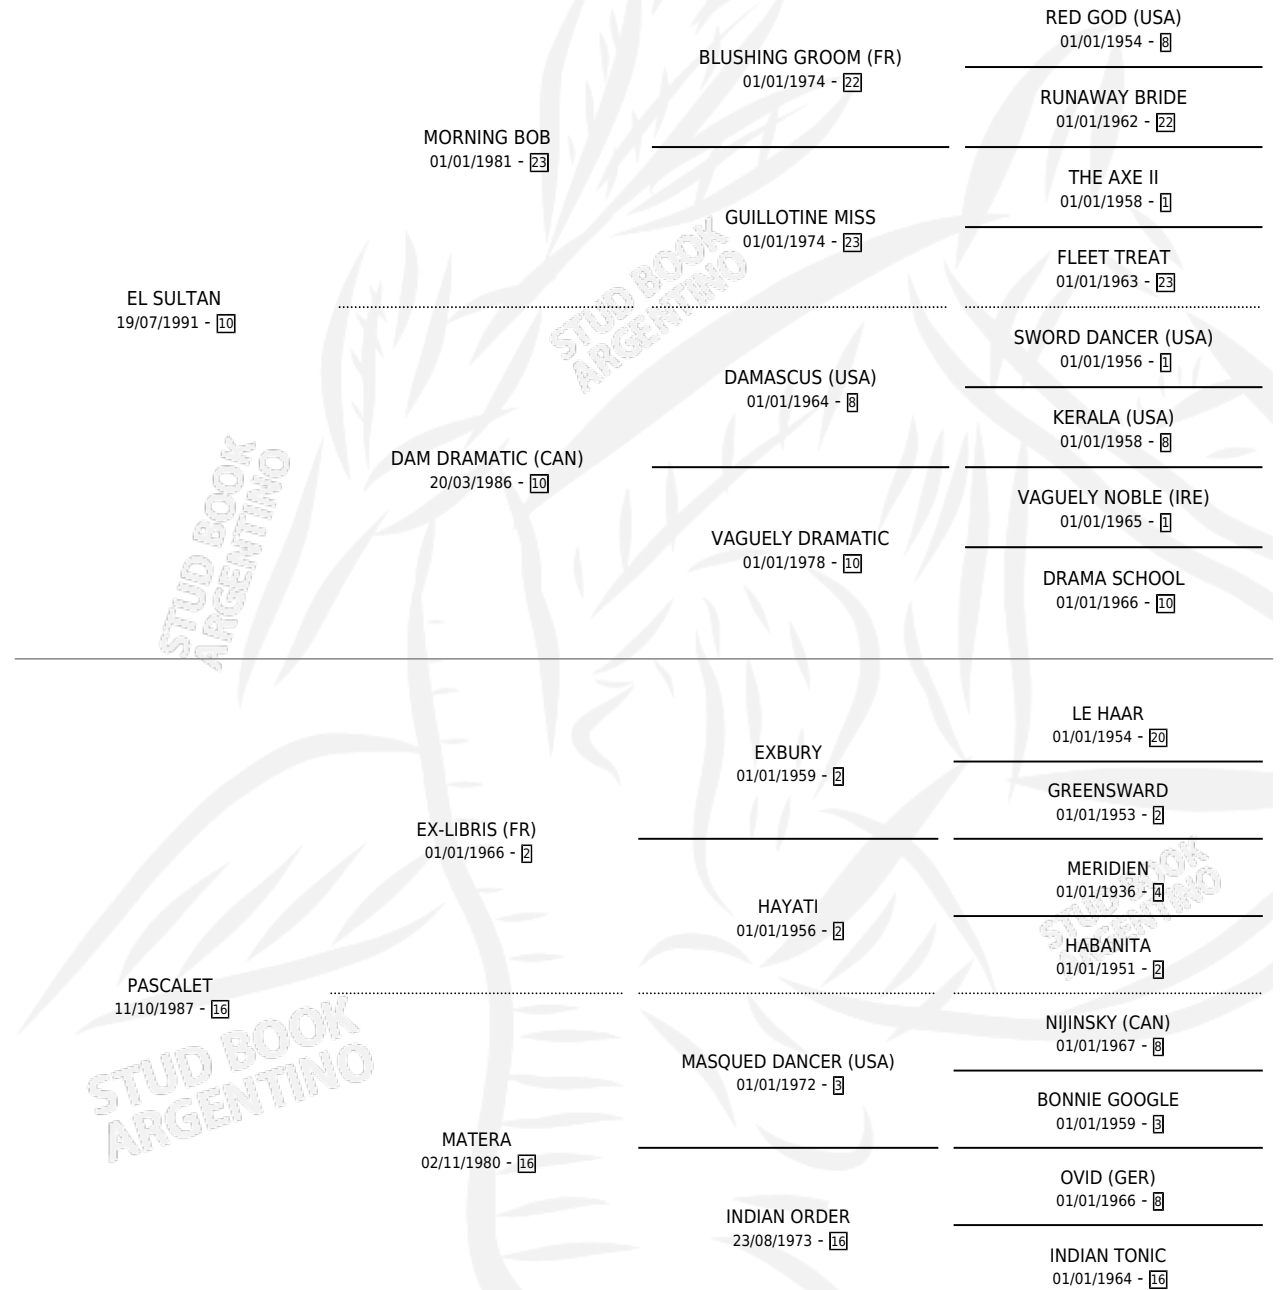 RED GOD (USA)
01/01/1954 - 8
BLUSHING GROOM (FR)
01/01/1974 - 22
RUNAWAY BRIDE
01/01/1962 - 22
MORNING BOB
01/01/1981 - 23
THE AXE II
01/01/1958 - 1
GUILLOTINE MISS
01/01/1974 - 23
FLEET TREAT
01/01/1963 - 23
STUD BOOK
ARGENTINO
EL SULTAN
19/07/1991 - 10
SWORD DANCER (USA)
01/01/1956 - 1
DAMASCUS (USA)
01/01/1964 - 8
KERALA (USA)
01/01/1958 - 8
DAM DRAMATIC (CAN)
20/03/1986 - 10
VAGUELY NOBLE (IRE)
01/01/1965 - 1
VAGUELY DRAMATIC
01/01/1978 - 10
DRAMA SCHOOL
01/01/1966 - 10
STUD BOOK
ARGENTINO
LE HAAR
01/01/1954 - 20
EXBURY
01/01/1959 - 2
GREENSWARD
01/01/1953 - 2
EX-LIBRIS (FR)
01/01/1966 - 2
MERIDIEN
01/01/1936 - 4
HAYATI
01/01/1956 - 2
HABANITA
01/01/1951 - 2
STUD BOOK
ARGENTINO
PASCALET
11/10/1987 - 16
NIJINSKY (CAN)
01/01/1967 - 8
MASQUED DANCER (USA)
01/01/1972 - 3
BONNIE GOOGLE
01/01/1959 - 3
STUD BOOK
ARGENTINO
MATERA
02/11/1980 - 16
OVID (GER)
01/01/1966 - 8
INDIAN ORDER
23/08/1973 - 16
INDIAN TONIC
01/01/1964 - 16